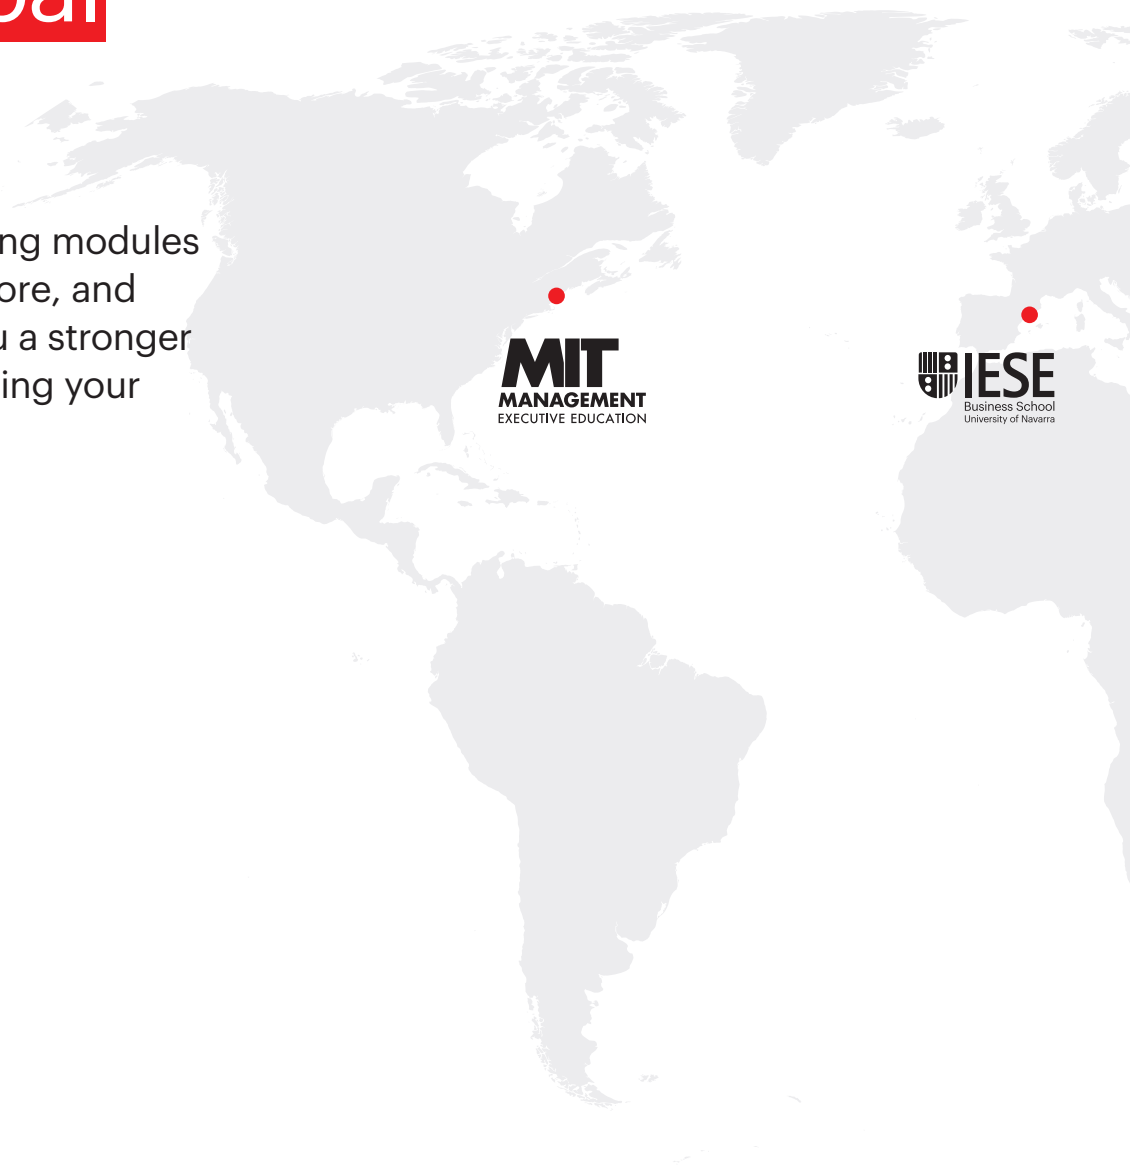 ng modules
ore, and
u a stronger
ing your
MIT
MANAGEMENT
EXECUTIVE EDUCATION
IESE
Business School
University of Navarra